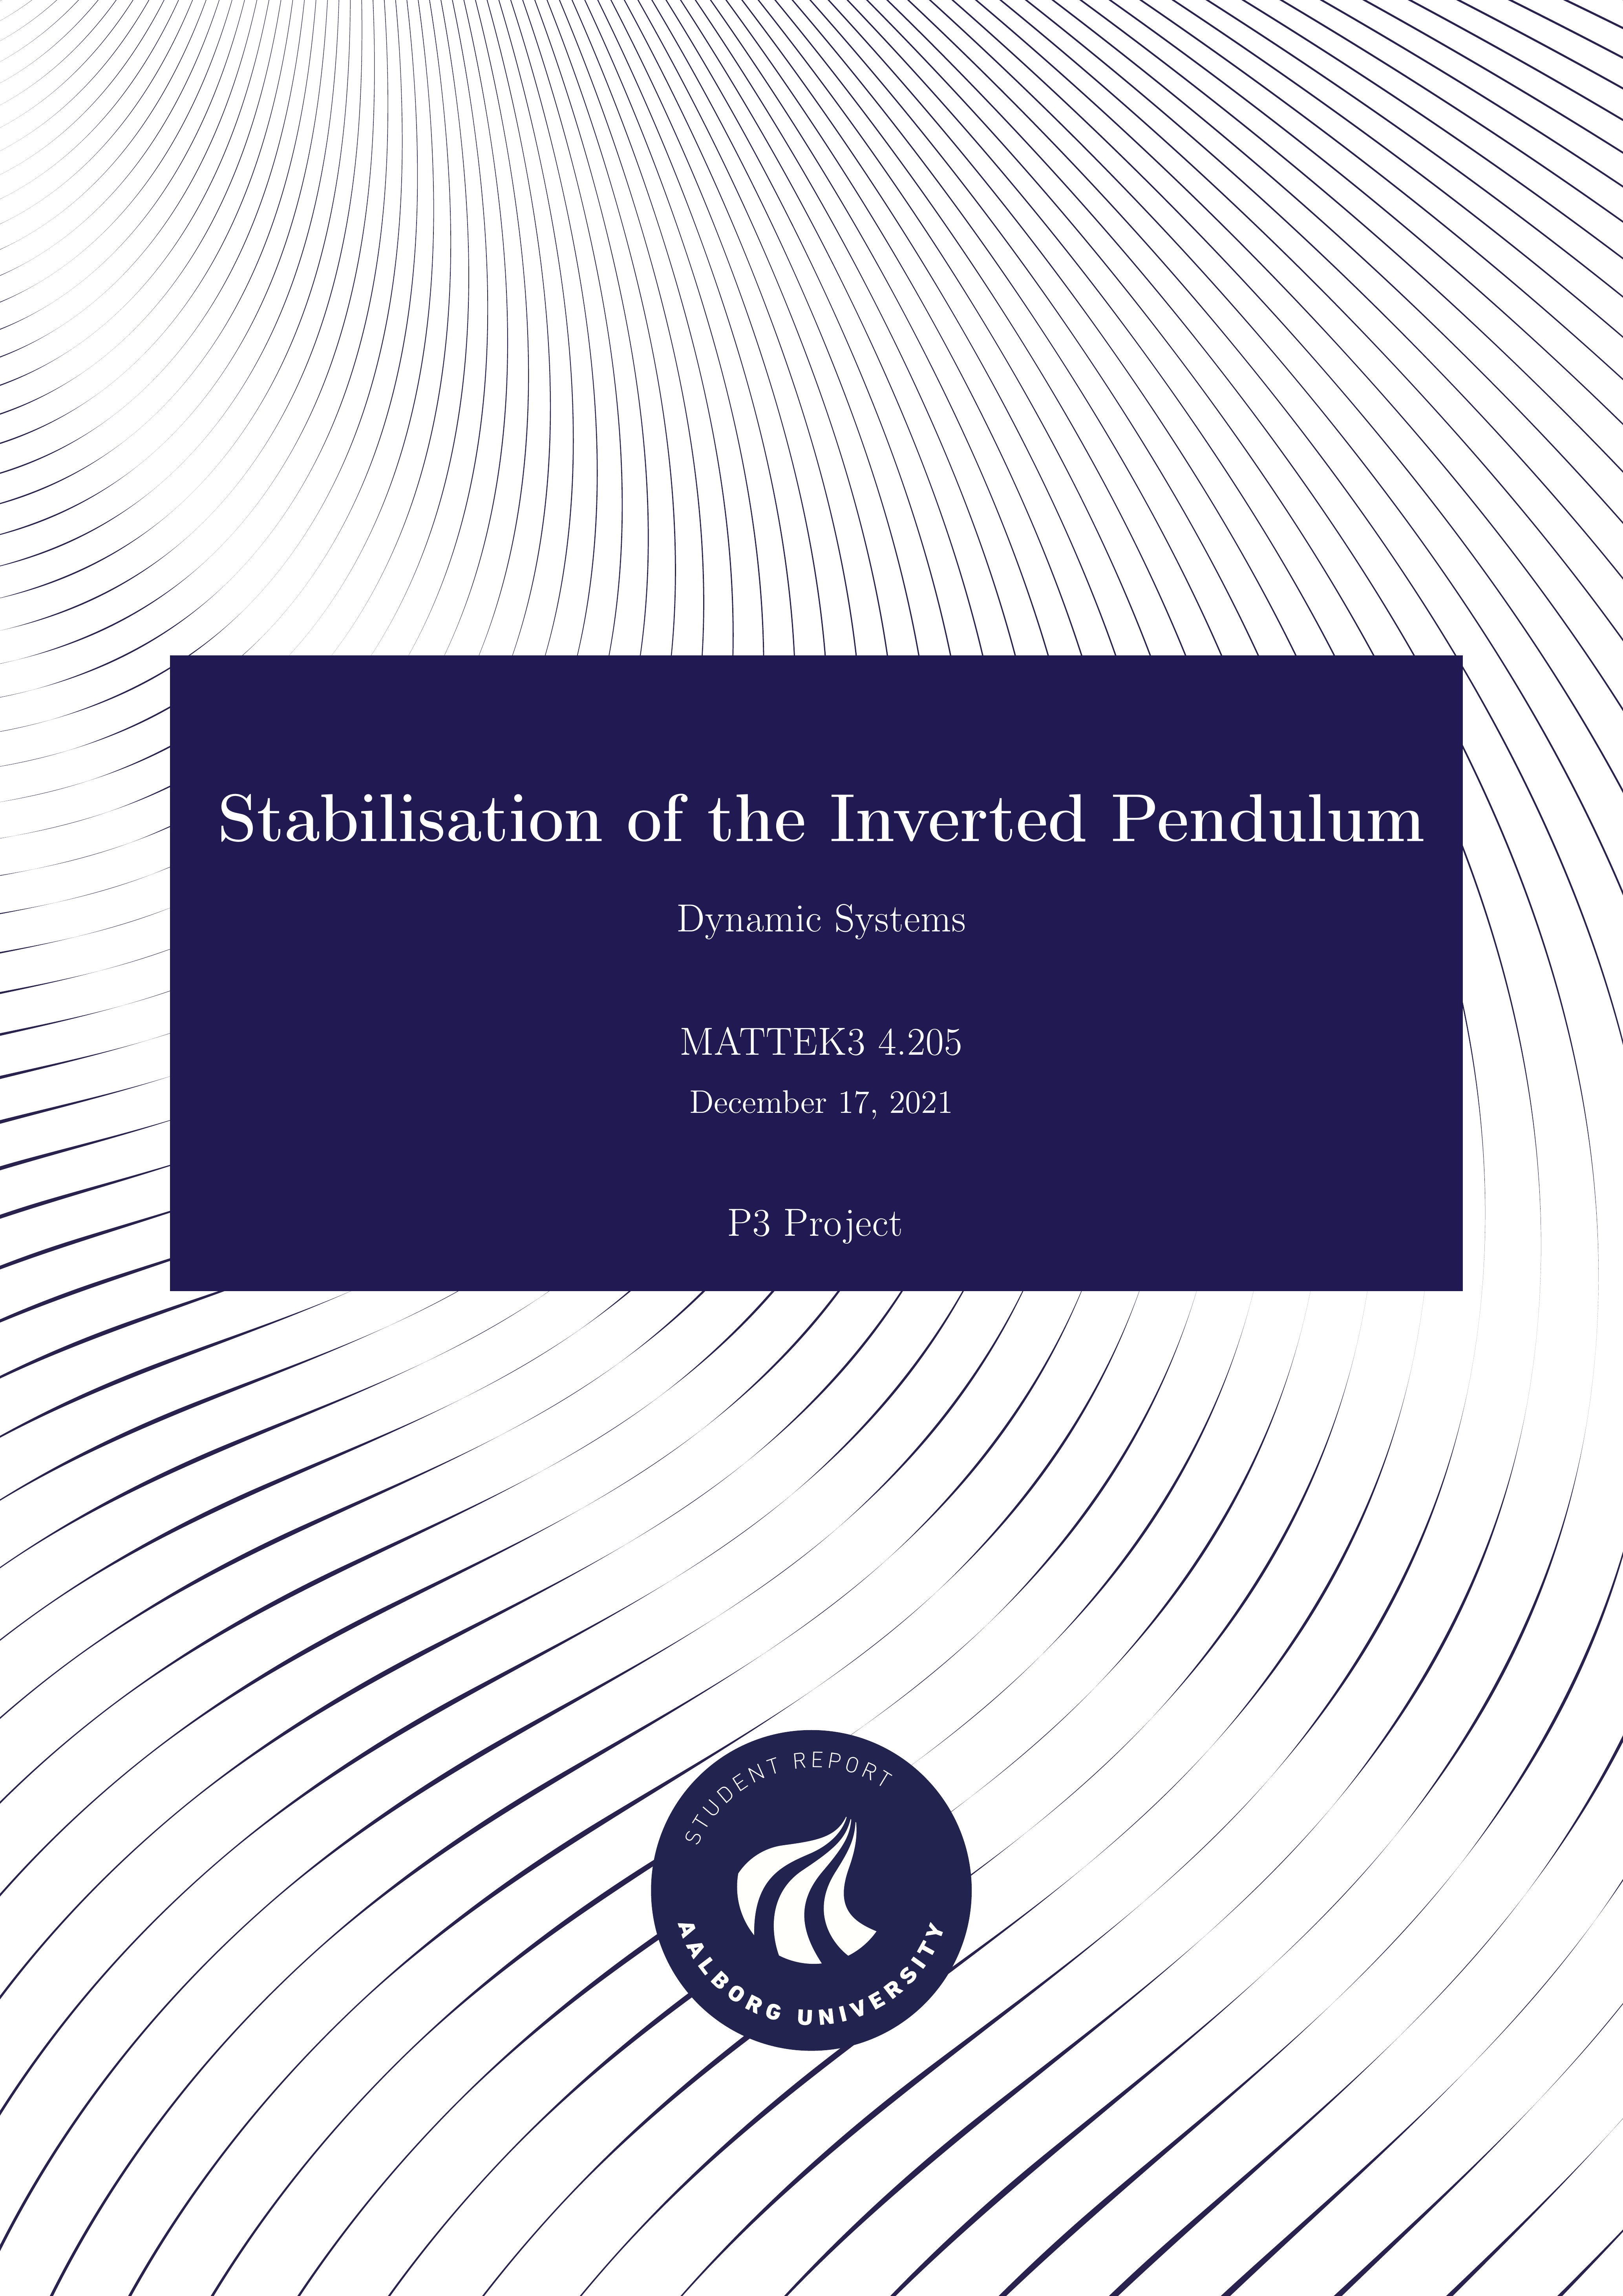 Stabilisation of the Inverted Pendulum
Dynamic Systems
MATTEK3 4.205
December 17, 2021
P3 Project
STUDENT REPORT
AALBORG UNIVERSITY